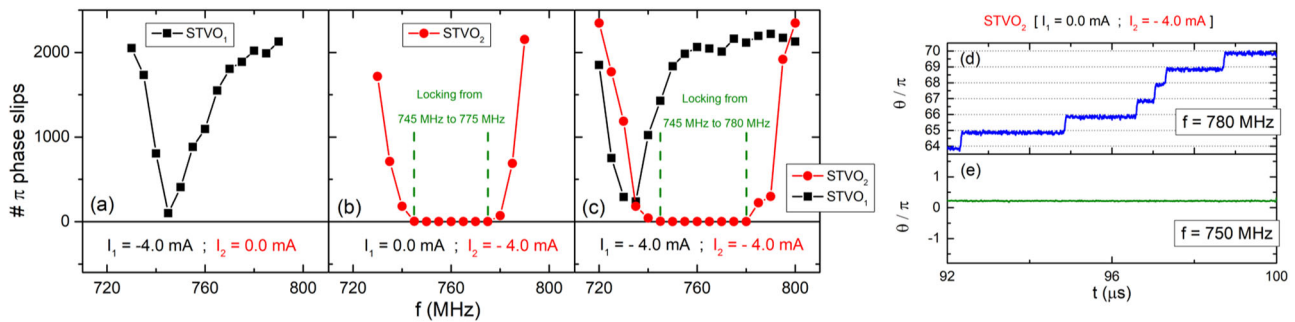 # π phase slips
2000
1000
0
STVO1
(a)
I1 = -4.0 mA ; I2 = 0.0 mA
720 760 800
STVO2
Locking from
745 MHz to 775 MHz
(b)
I1 = 0.0 mA ; I2 = - 4.0 mA
720 760 800
f (MHz)
Locking from
745 MHz to 780 MHz
(c)
STVO2
STVO1
I1 = - 4.0 mA ; I2 = - 4.0 mA
720 760 800
STVO2 [ I1 = 0.0 mA ; I2 = - 4.0 mA ]
(d)
θ / π
70
69
68
67
66
65
64
f = 780 MHz
(e)
θ / π
1
0
-1
f = 750 MHz
92 96 100
t (μs)